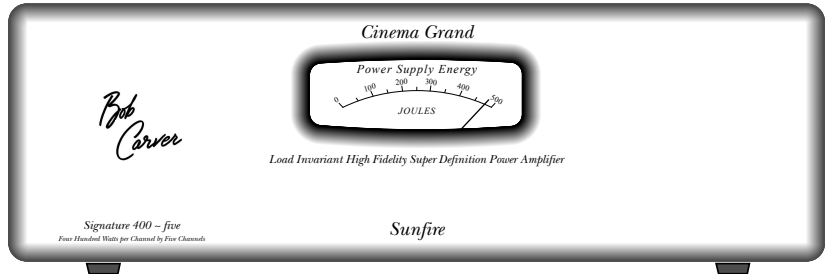 Cinema Grand
Power Supply Energy
0 100 200 300 400 500
JOULES
Bob
Carver
Load Invariant High Fidelity Super Definition Power Amplifier
Signature 400 – five
Four Hundred Watts per Channel by Five Channels
Sunfire